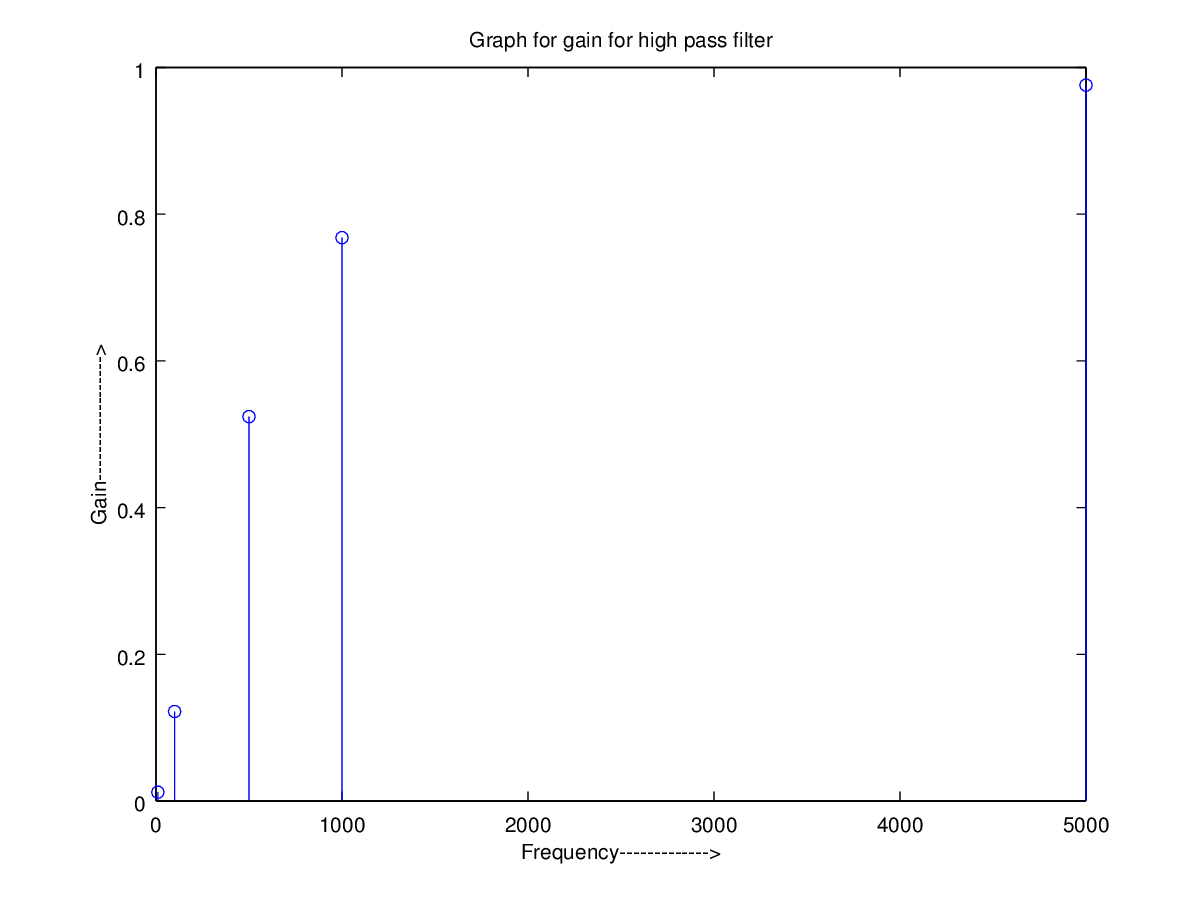 Graph for gain for high pass filter
1
0.8
0.6
0.4
0.2
0
Gain-------------->
0 1000 2000 3000 4000 5000
Frequency------------->